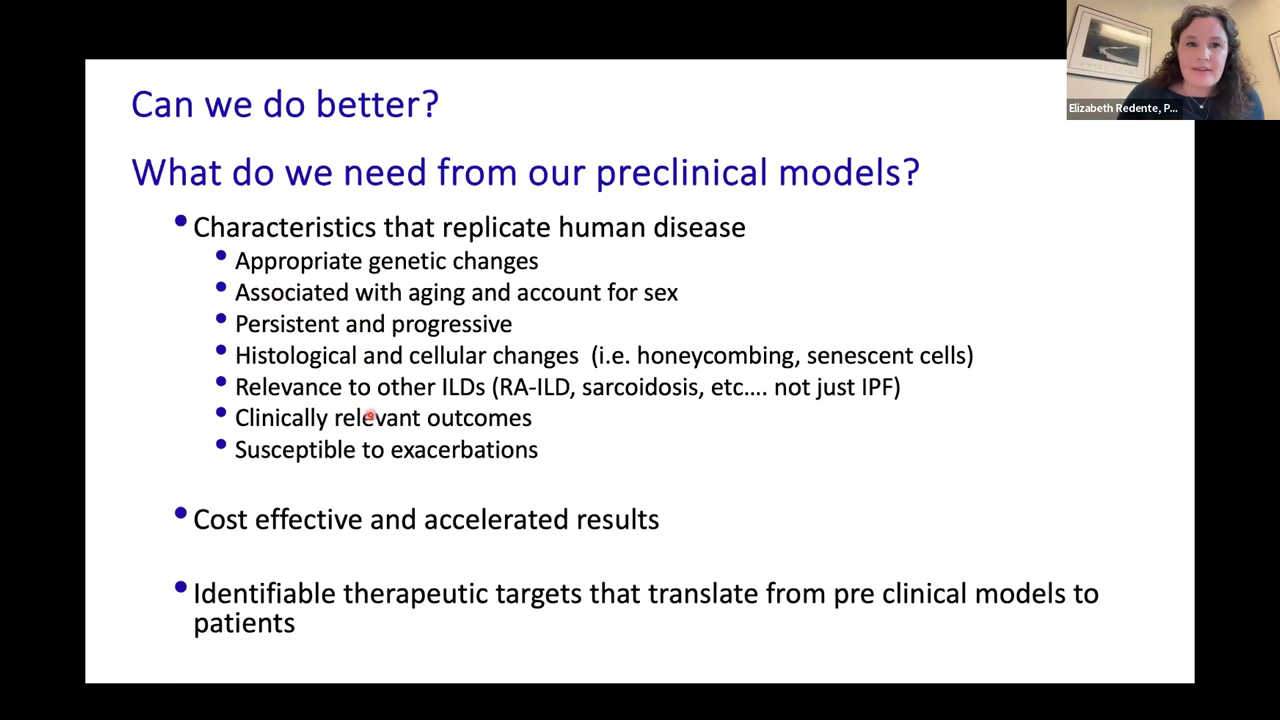 Elizabeth Redente, P...
Can we do better?
What do we need from our preclinical models?
• Characteristics that replicate human disease
• Appropriate genetic changes
• Associated with aging and account for sex
• Persistent and progressive
• Histological and cellular changes (i.e. honeycombing, senescent cells)
• Relevance to other ILDs (RA-ILD, sarcoidosis, etc.... not just IPF)
• Clinically relevant outcomes
• Susceptible to exacerbations
• Cost effective and accelerated results
• Identifiable therapeutic targets that translate from pre clinical models to
patients